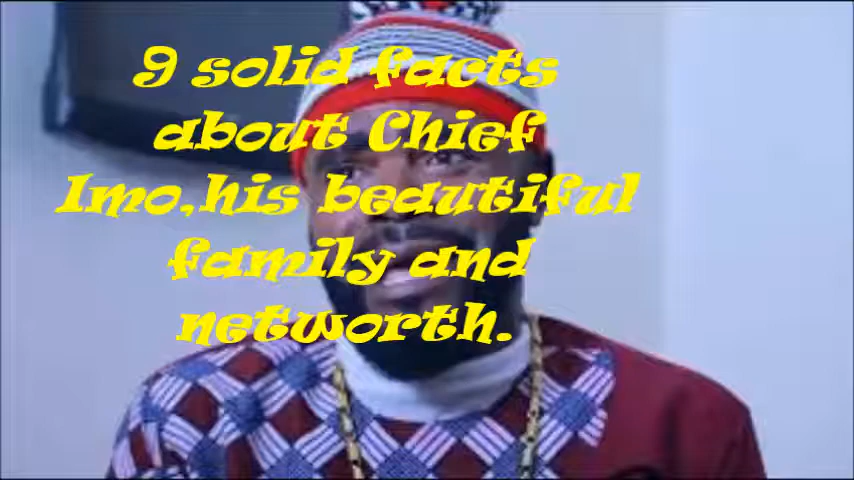 9 solid facts
about Chief
Imo,his beautiful
family and
networth.